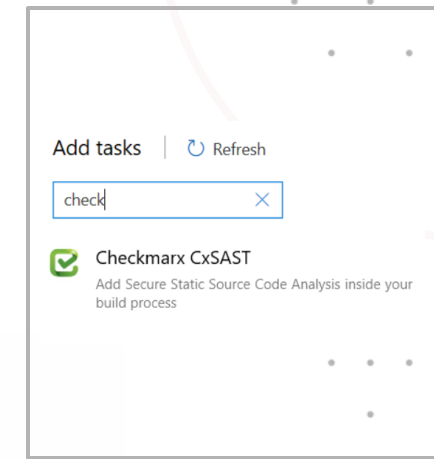 Add tasks
Refresh
check
Checkmarx CxSAST
Add Secure Static Source Code Analysis inside your
build process